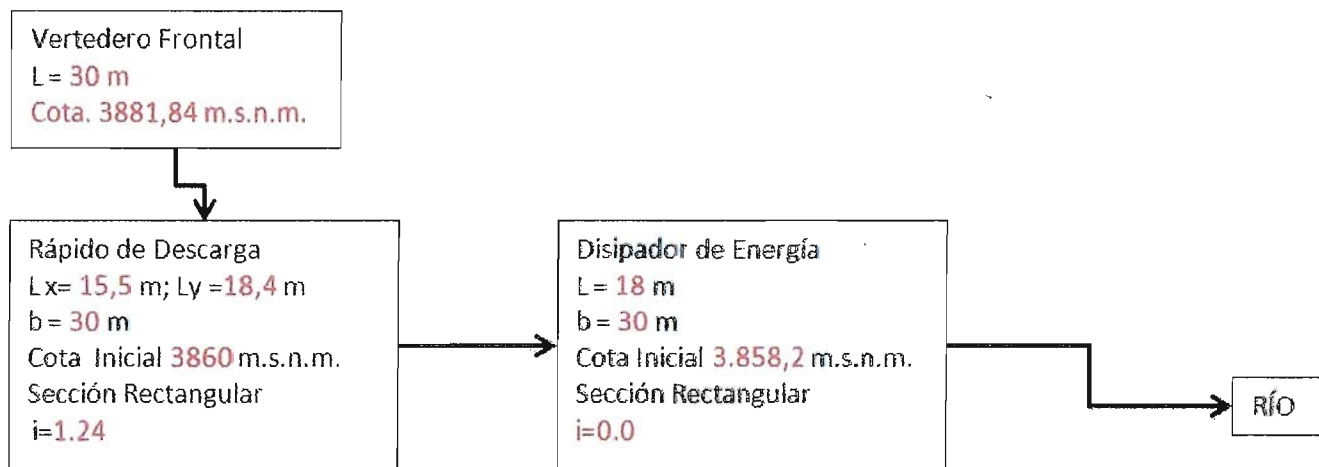 Vertedero Frontal
L= 30 m
Cota. 3881,84 m.s.n.m.
Rápido de Descarga
Lx= 15,5 m; Ly =18,4 m
b= 30 m
Cota Inicial 3860 m.s.n.m.
Sección Rectangular
i=1.24
Disipador de Energía
L= 18 m
b= 30 m
Cota Inicial 3.858,2 m.s.n.m.
Sección Rectangular
i=0.0
RÍO